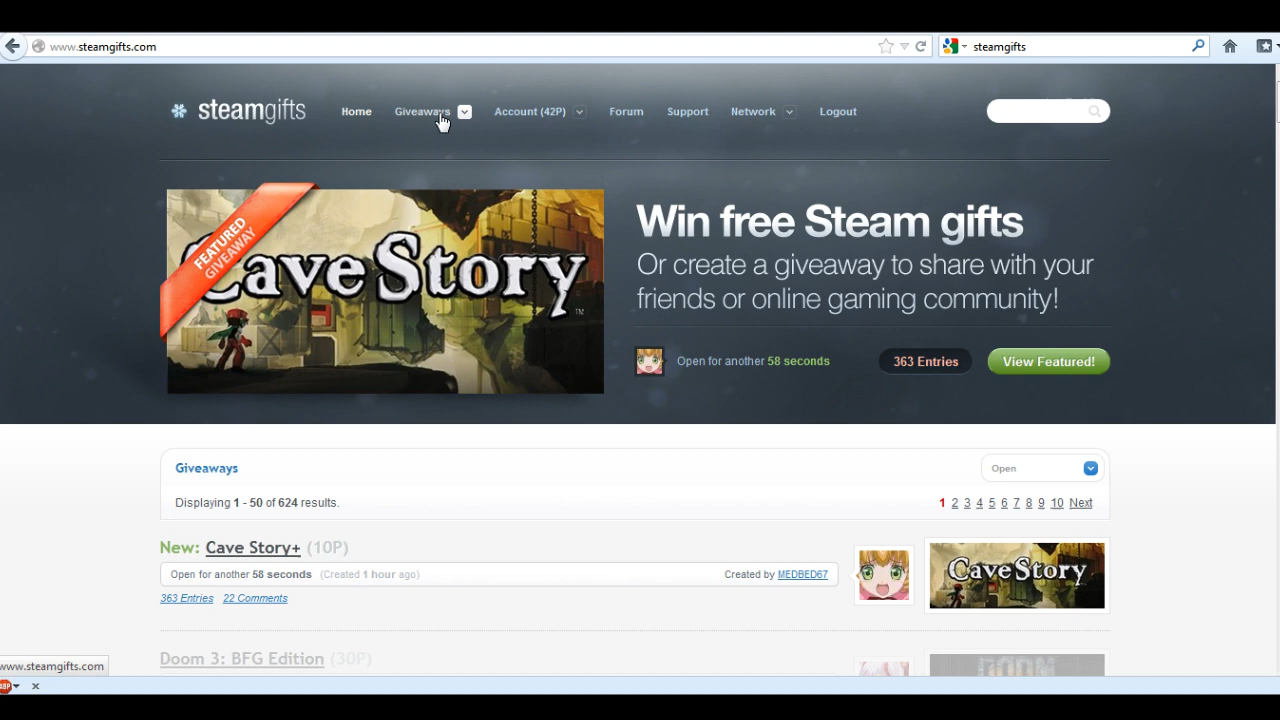 www.steamgifts.com
steamgifts
steamgifts
Home
Giveaways
Account (42P)
Forum
Support
Network
Logout
FEATURED
GIVEAWAY
Cave Story
TM
Win free Steam gifts
Or create a giveaway to share with your
friends or online gaming community!
Open for another 58 seconds
363 Entries
View Featured!
Giveaways
Open
Displaying 1 - 50 of 624 results.
1 2 3 4 5 6 7 8 9 10 Next
New: Cave Story+ (10P)
Open for another 58 seconds (Created 1 hour ago)
Created by MEDBED67
363 Entries 22 Comments
Cave Story
Doom 3: BFG Edition (30P)
www.steamgifts.com